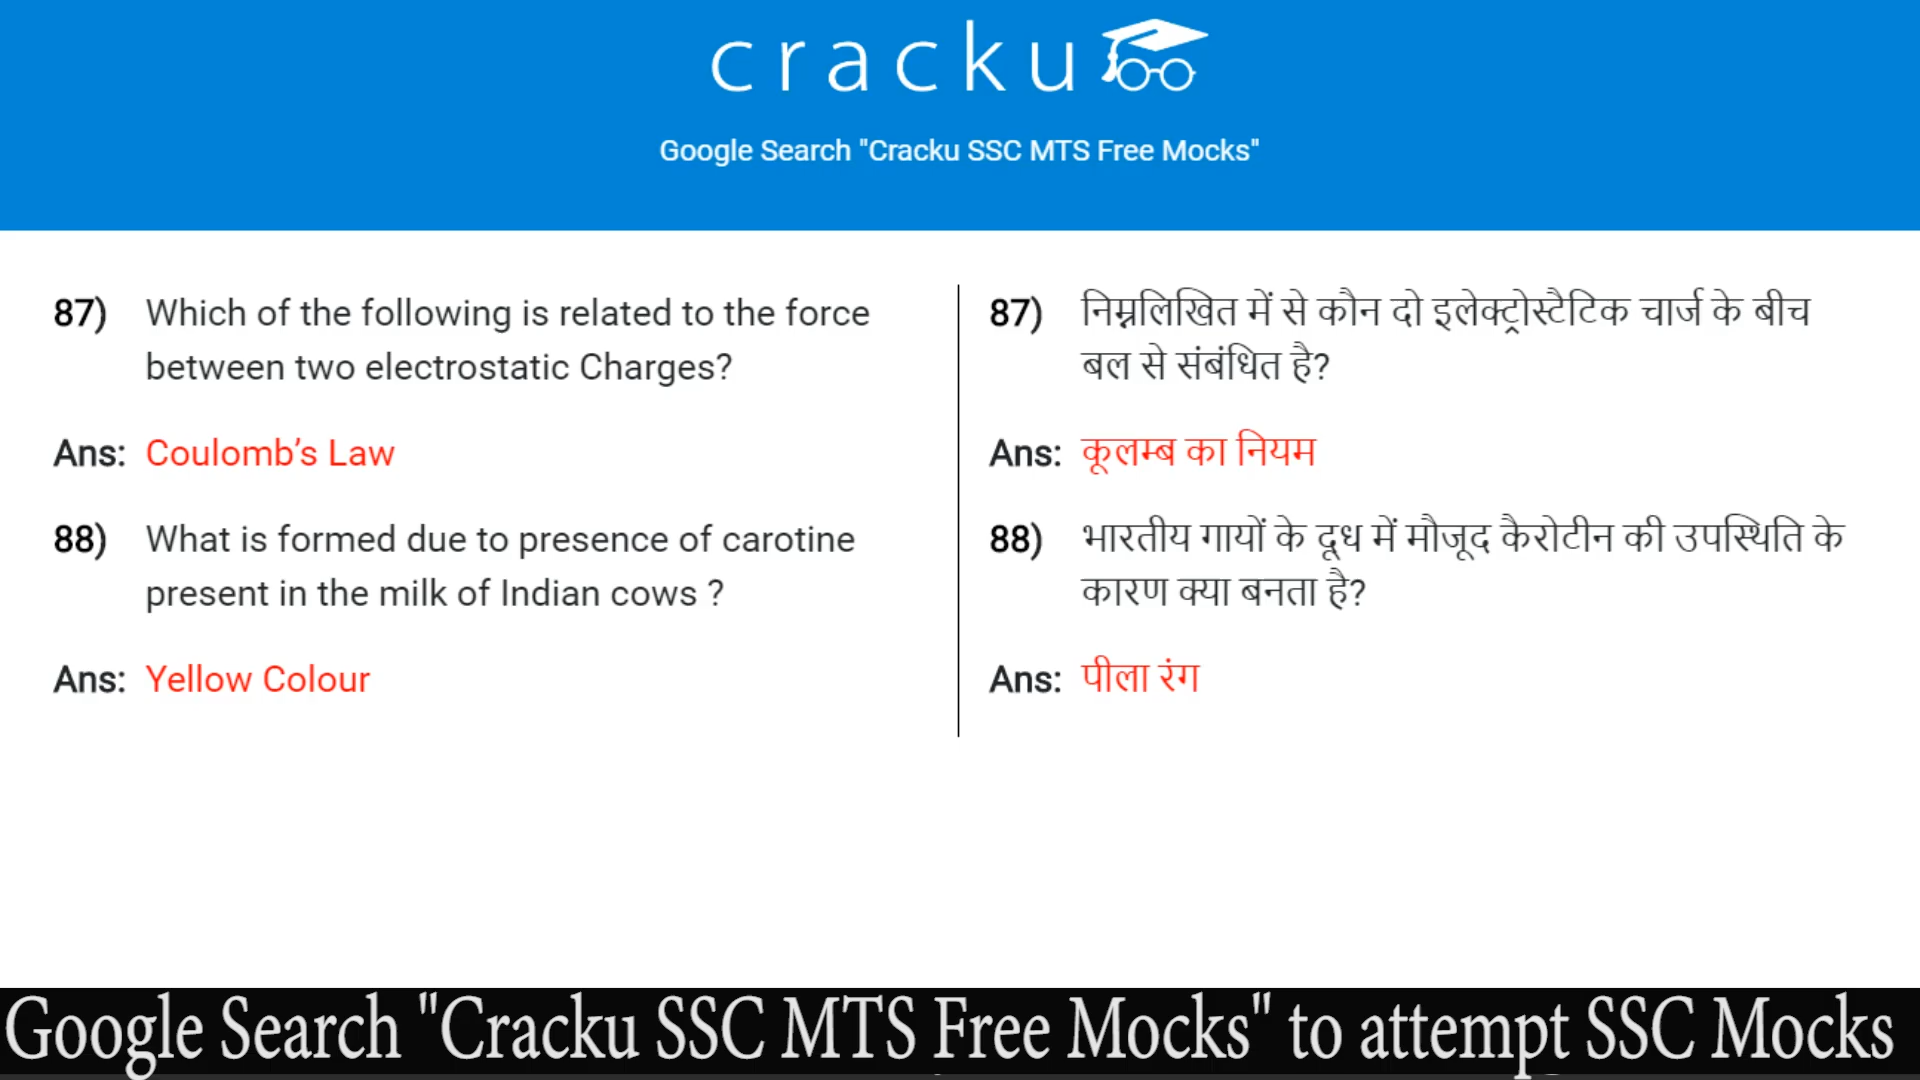 cracku
Google Search "Cracku SSC MTS Free Mocks"
87) Which of the following is related to the force
between two electrostatic Charges?
Ans: Coulomb’s Law
88) What is formed due to presence of carotine
present in the milk of Indian cows ?
Ans: Yellow Colour
87) निम्नलिखित में से कौन दो इलेक्ट्रोस्टैटिक चार्ज के बीच
बल से संबंधित है?
Ans: कूलम्ब का नियम
88) भारतीय गायों के दूध में मौजूद कैरोटीन की उपस्थिति के
कारण क्या बनता है?
Ans: पीला रंग
Google Search "Cracku SSC MTS Free Mocks" to attempt SSC Mocks